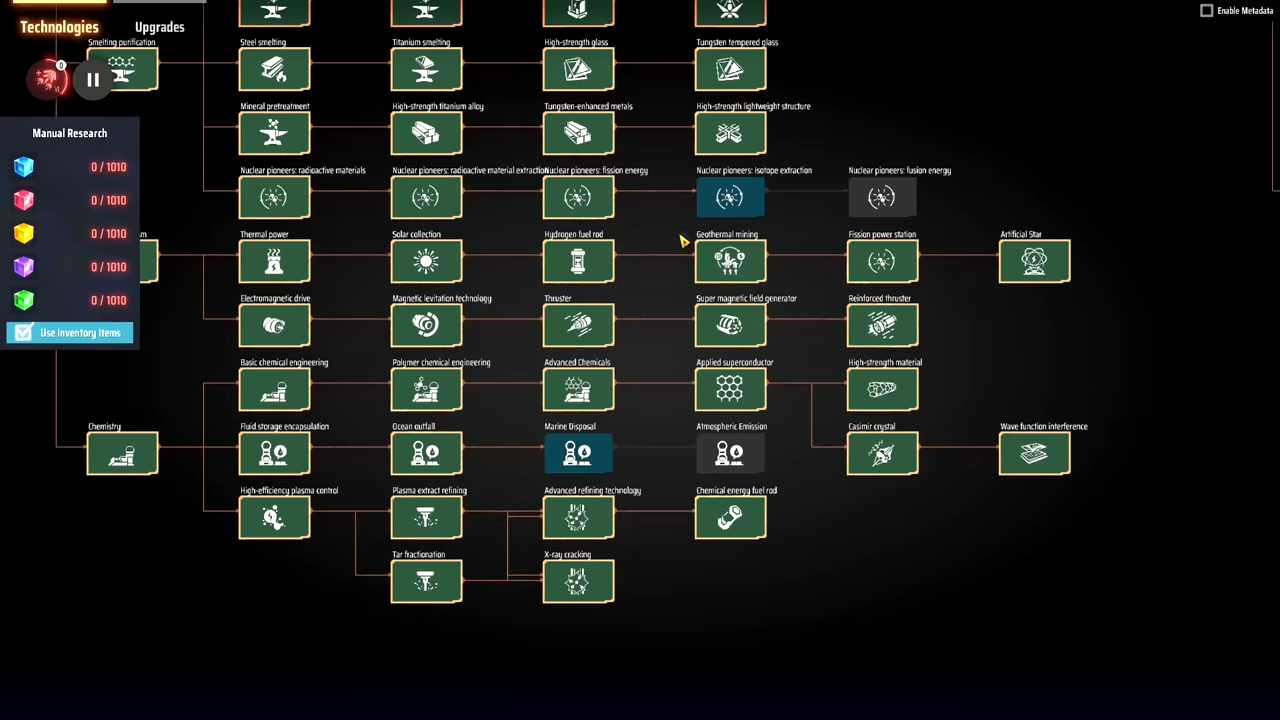 Enable Metadata
Technologies
Upgrades
Smelting purification
Steel smelting
Titanium smelting
High-strength glass
Tungsten tempered glass
0
Mineral pretreatment
High-strength titanium alloy
Tungsten-enhanced metals
High-strength lightweight structure
Manual Research
0 / 1010
0 / 1010
0 / 1010
0 / 1010
0 / 1010
Use Inventory Items
Nuclear pioneers: radioactive materials
Nuclear pioneers: radioactive material extraction
Nuclear pioneers: fission energy
Nuclear pioneers: isotope extraction
Nuclear pioneers: fusion energy
Thermal power
Solar collection
Hydrogen fuel rod
Geothermal mining
Fission power station
Artificial Star
Electromagnetic drive
Magnetic levitation technology
Thruster
Super magnetic field generator
Reinforced thruster
Basic chemical engineering
Polymer chemical engineering
Advanced Chemicals
Applied superconductor
High-strength material
Chemistry
Fluid storage encapsulation
Ocean outfall
Marine Disposal
Atmospheric Emission
Casimir crystal
Wave function interference
High-efficiency plasma control
Plasma extract refining
Advanced refining technology
Chemical energy fuel rod
Tar fractionation
X-ray cracking